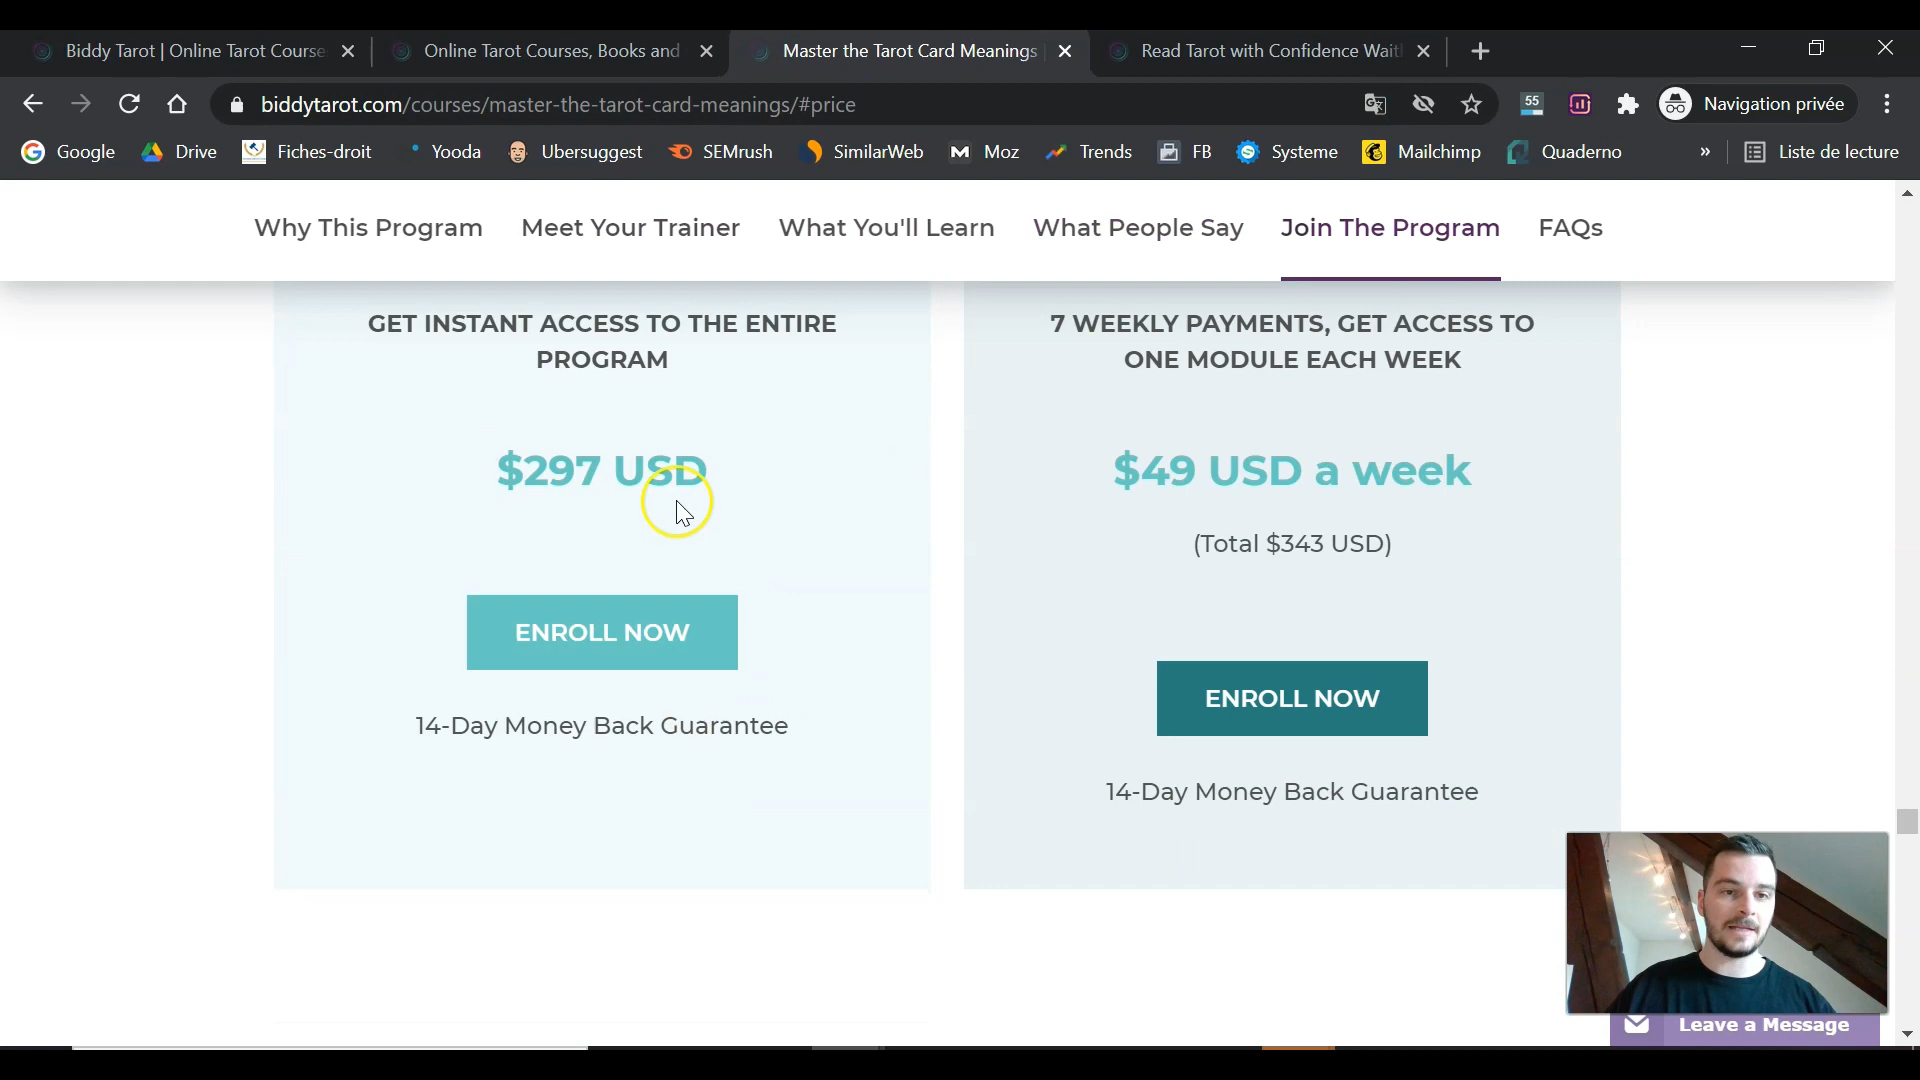 Biddy Tarot | Online Tarot Course
Online Tarot Courses, Books and
Master the Tarot Card Meanings
Read Tarot with Confidence Wait
biddytarot.com/courses/master-the-tarot-card-meanings/#price
55
Navigation privée
Google
Drive
Fiches-droit
Yooda
Ubersuggest
SEMrush
SimilarWeb
Moz
Trends
FB
Systeme
Mailchimp
Quaderno
»
Liste de lecture
Why This Program
Meet Your Trainer
What You'll Learn
What People Say
Join The Program
FAQs
GET INSTANT ACCESS TO THE ENTIRE
PROGRAM
$297 USD
ENROLL NOW
14-Day Money Back Guarantee
7 WEEKLY PAYMENTS, GET ACCESS TO
ONE MODULE EACH WEEK
$49 USD a week
(Total $343 USD)
ENROLL NOW
14-Day Money Back Guarantee
Leave a Message